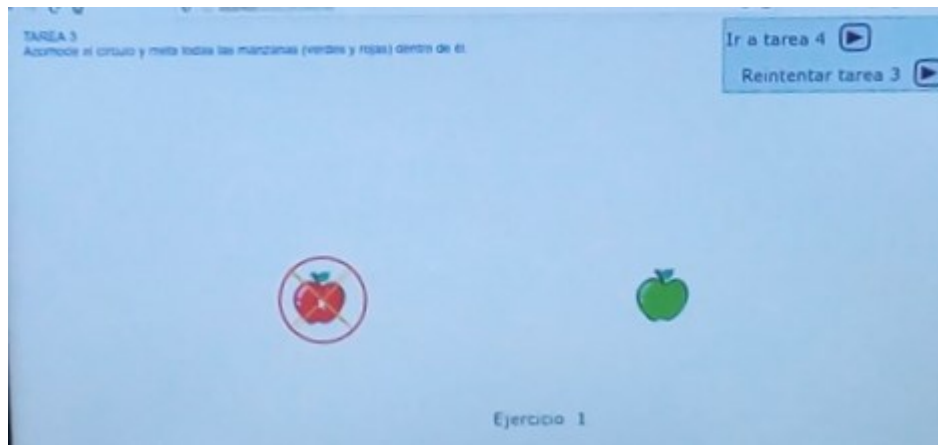 TAREA 3
Acomode el círculo y meta todas las manzanas (verdes y rojas) dentro de él.
Ir a tarea 4
Reintentar tarea 3
Ejercicio 1